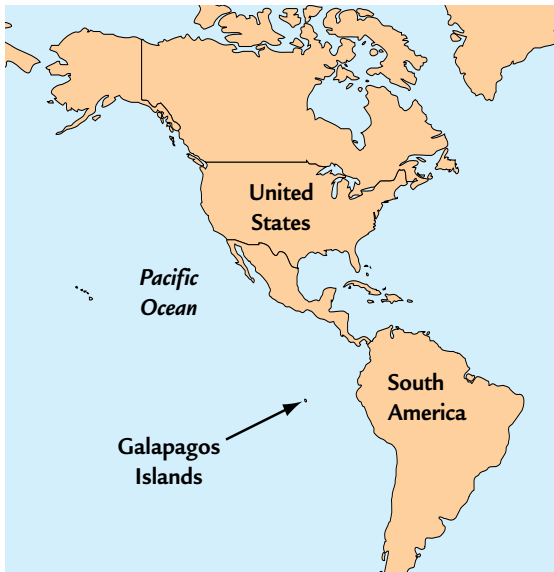 United
States
Pacific
Ocean
South
America
Galapagos
Islands